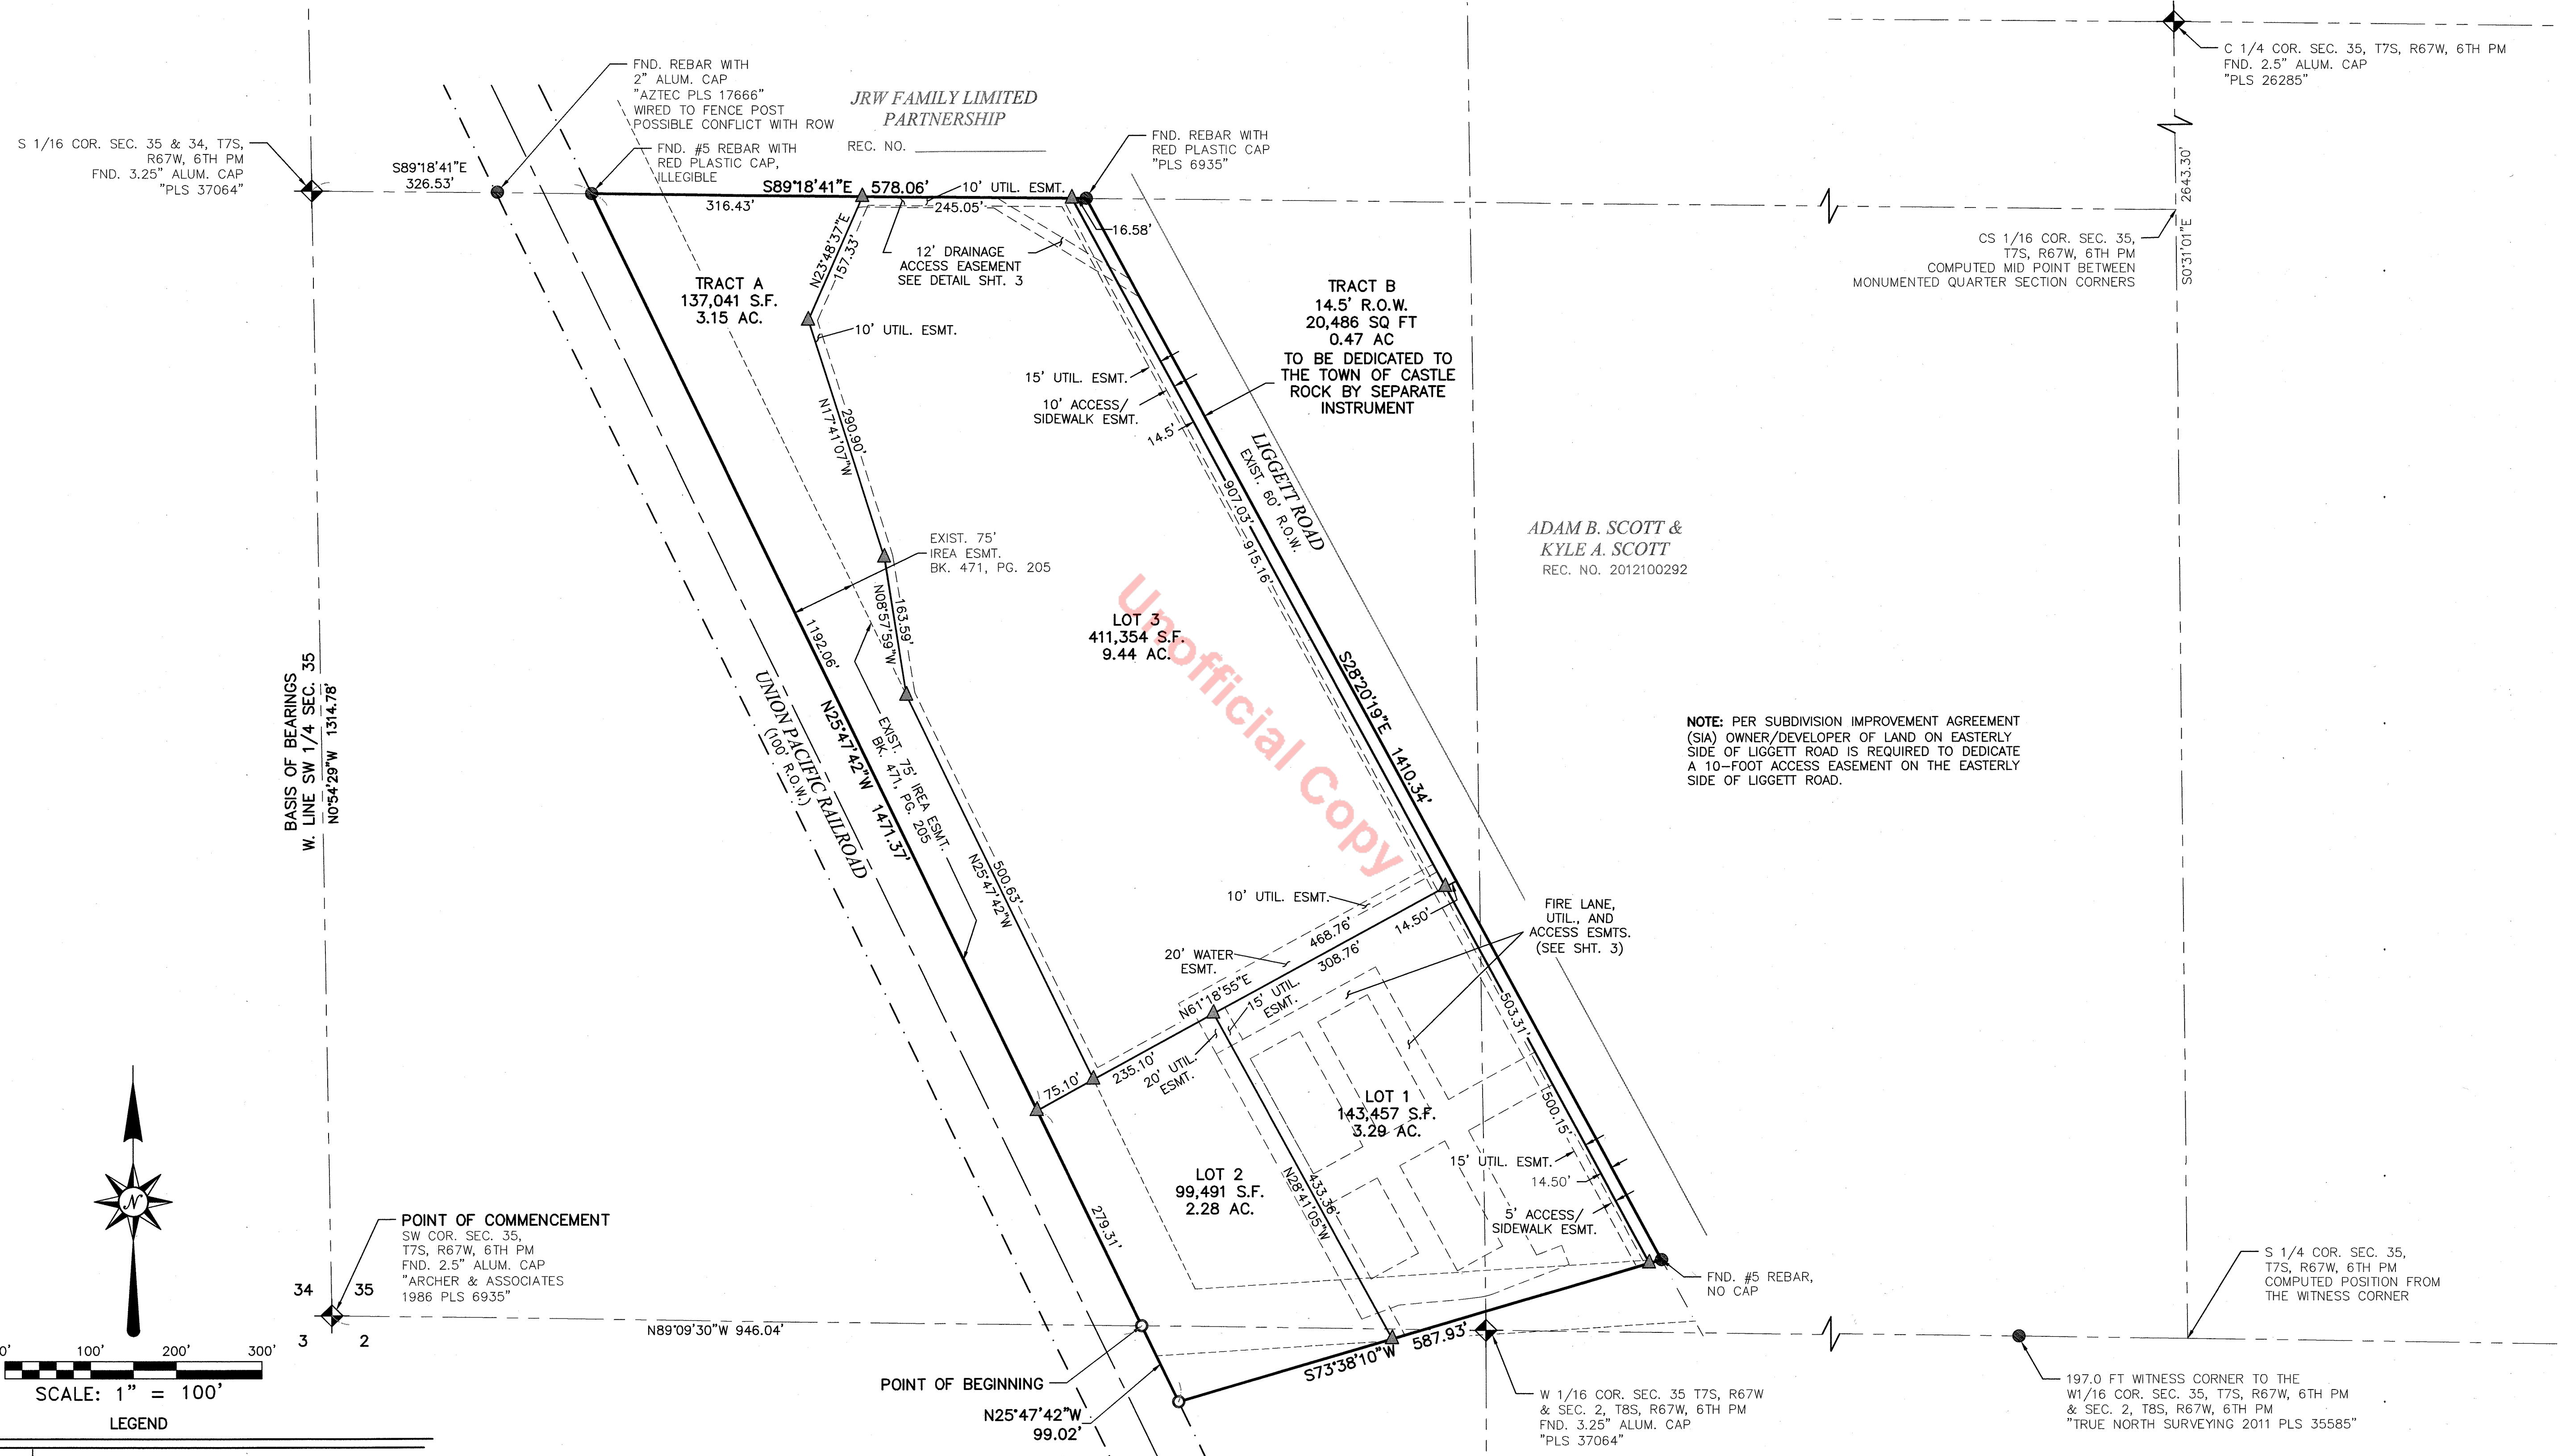 C 1/4 COR. SEC. 35, T7S, R67W, 6TH PM
FND. 2.5" ALUM. CAP
"PLS 26285"
FND. REBAR WITH
2" ALUM. CAP
"AZTEC PLS 17666"
WIRED TO FENCE POST
POSSIBLE CONFLICT WITH ROW
JRW FAMILY LIMITED
PARTNERSHIP
REC. NO.
FND. REBAR WITH
RED PLASTIC CAP
"PLS 6935"
S 1/16 COR. SEC. 35 & 34, T7S,
R67W, 6TH PM
FND. 3.25" ALUM. CAP
"PLS 37064"
S89°18'41"E
326.53'
FND. #5 REBAR WITH
RED PLASTIC CAP,
ILLEGIBLE
S89°18'41"E 578.06'
10' UTIL. ESMT.
316.43'
245.05'
16.58'
S0°31'01"E 2643.30'
CS 1/16 COR. SEC. 35,
T7S, R67W, 6TH PM
COMPUTED MID POINT BETWEEN
MONUMENTED QUARTER SECTION CORNERS
N23°48'37"E
157.33'
12' DRAINAGE
ACCESS EASEMENT
SEE DETAIL SHT. 3
TRACT A
137,041 S.F.
3.15 AC.
10' UTIL. ESMT.
TRACT B
14.5' R.O.W.
20,486 SQ FT
0.47 AC
TO BE DEDICATED TO
THE TOWN OF CASTLE
ROCK BY SEPARATE
INSTRUMENT
15' UTIL. ESMT.
10' ACCESS/
SIDEWALK ESMT.
14.5'
290.90'
N17°41'07"W
LIGGETT ROAD
EXIST. 60' R.O.W.
907.03'
915.16'
EXIST. 75'
IREA ESMT.
BK. 471, PG. 205
ADAM B. SCOTT &
KYLE A. SCOTT
REC. NO. 2012100292
163.59'
N08°57'59"W
LOT 3
411,354 S.F.
9.44 AC.
Unofficial Copy
1192.06'
S28°20'19"E 1410.34'
BASIS OF BEARINGS
W. LINE SW 1/4 SEC. 35
N0°54'29"W 1314.78'
UNION PACIFIC RAILROAD
(100' R.O.W.)
N25°47'42"W 1471.37'
EXIST. 75' IREA ESMT.
BK. 471, PG. 205
NOTE: PER SUBDIVISION IMPROVEMENT AGREEMENT
(SIA) OWNER/DEVELOPER OF LAND ON EASTERLY
SIDE OF LIGGETT ROAD IS REQUIRED TO DEDICATE
A 10-FOOT ACCESS EASEMENT ON THE EASTERLY
SIDE OF LIGGETT ROAD.
500.63'
N25°47'42"W
10' UTIL. ESMT.
468.76'
14.50'
308.76'
FIRE LANE,
UTIL., AND
ACCESS ESMTS.
(SEE SHT. 3)
20' WATER
ESMT.
N61°18'55"E
15' UTIL.
ESMT.
503.31'
75.10'
235.10'
20' UTIL.
ESMT.
LOT 1
143,457 S.F.
3.29 AC.
500.15'
15' UTIL. ESMT.
14.50'
5' ACCESS/
SIDEWALK ESMT.
LOT 2
99,491 S.F.
2.28 AC.
433.36'
N28°41'05"W
279.31'
POINT OF COMMENCEMENT
SW COR. SEC. 35,
T7S, R67W, 6TH PM
FND. 2.5" ALUM. CAP
"ARCHER & ASSOCIATES
1986 PLS 6935"
34 35
3 2
N89°09'30"W 946.04'
FND. #5 REBAR,
NO CAP
S 1/4 COR. SEC. 35,
T7S, R67W, 6TH PM
COMPUTED POSITION FROM
THE WITNESS CORNER
S73°38'10"W 587.93'
POINT OF BEGINNING
N25°47'42"W
99.02'
W 1/16 COR. SEC. 35 T7S, R67W
& SEC. 2, T8S, R67W, 6TH PM
FND. 3.25" ALUM. CAP
"PLS 37064"
197.0 FT WITNESS CORNER TO THE
W1/16 COR. SEC. 35, T7S, R67W, 6TH PM
& SEC. 2, T8S, R67W, 6TH PM
"TRUE NORTH SURVEYING 2011 PLS 35585"
N
0' 100' 200' 300'
SCALE: 1" = 100'
LEGEND